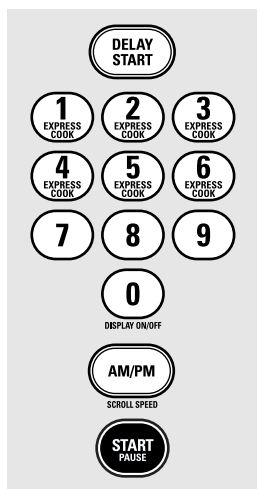 DELAY
START
1 2 3
EXPRESS COOK EXPRESS COOK EXPRESS COOK
4 5 6
EXPRESS COOK EXPRESS COOK EXPRESS COOK
7 8 9
0
DISPLAY ON/OFF
AM/PM
SCROLL SPEED
START
PAUSE